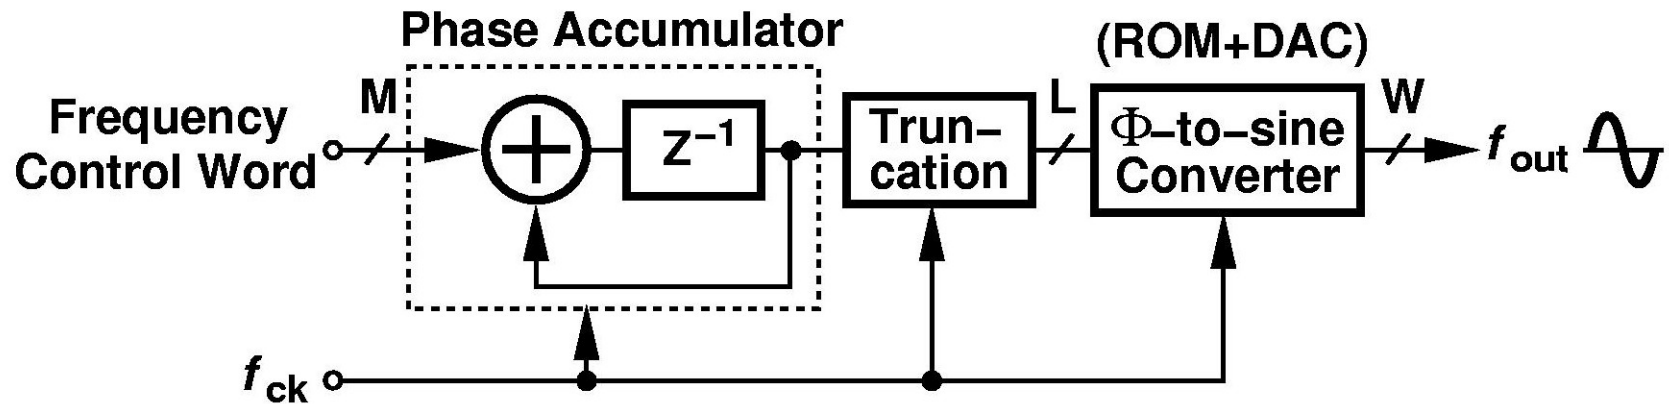 Phase Accumulator
(ROM+DAC)
M
L
W
Frequency
Control Word
+
Z⁻¹
Trun−
cation
Φ−to−sine
Converter
f out
f ck